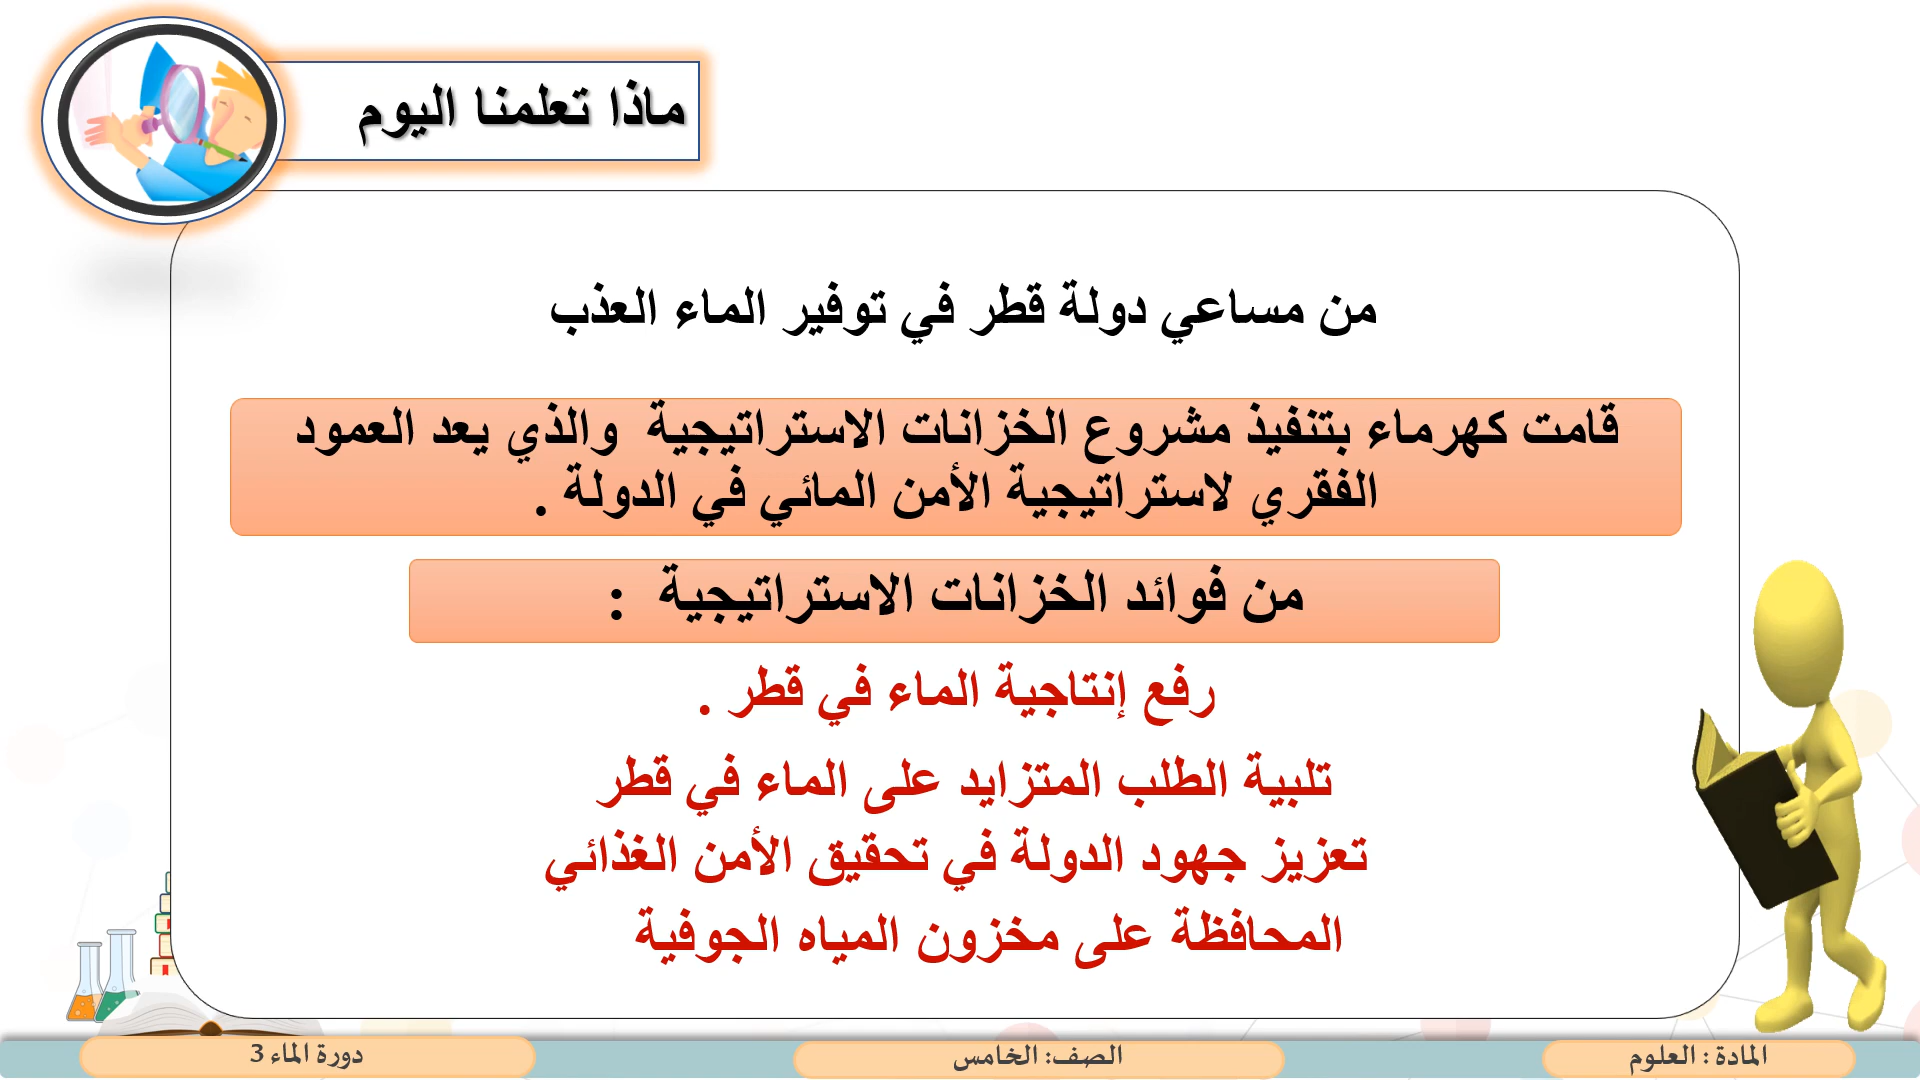 ماذا تعلمنا اليوم
من مساعي دولة قطر في توفير الماء العذب
قامت كهرماء بتنفيذ مشروع الخزانات الاستراتيجية والذي يعد العمود
الفقري لاستراتيجية الأمن المائي في الدولة .
من فوائد الخزانات الاستراتيجية :
رفع إنتاجية الماء في قطر .
تلبية الطلب المتزايد على الماء في قطر
تعزيز جهود الدولة في تحقيق الأمن الغذائي
المحافظة على مخزون المياه الجوفية
المادة : العلوم
الصف: الخامس
دورة الماء 3